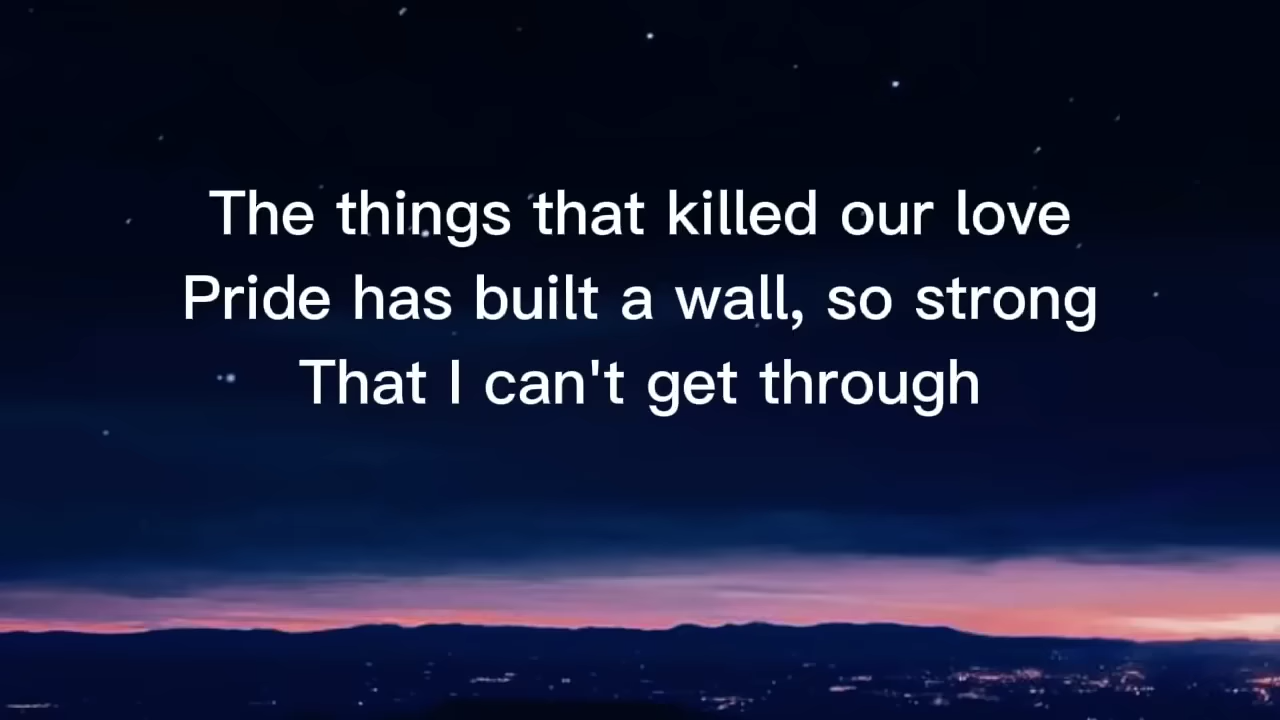 The things that killed our love
Pride has built a wall, so strong
That I can't get through